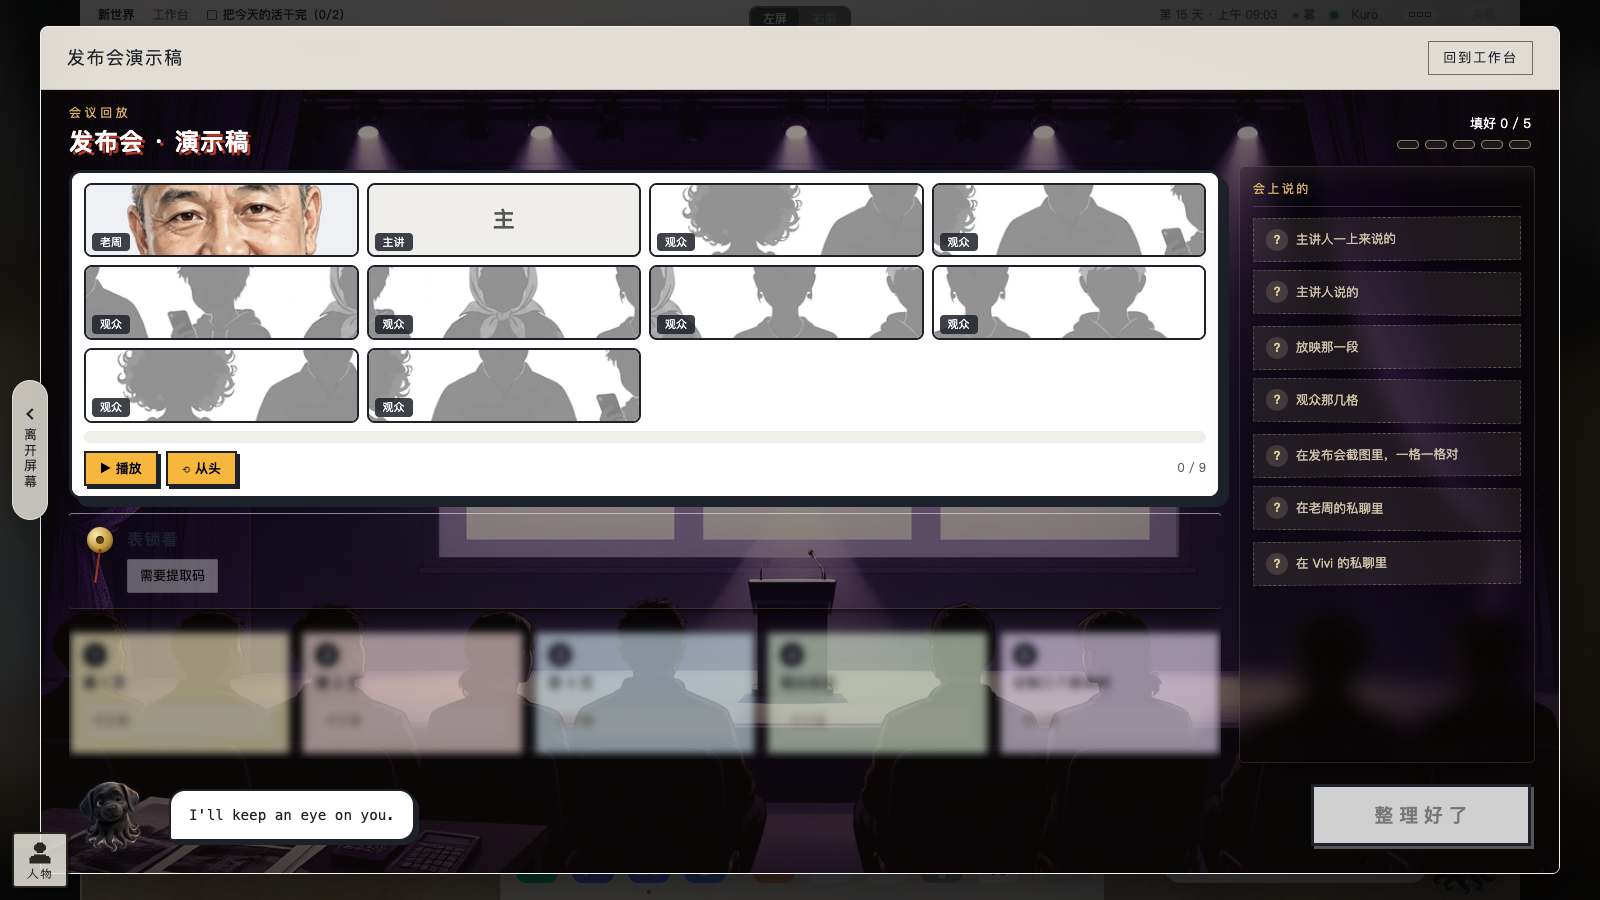 新世界 工作台 把今天的活干完 (0/2)
左屏 右屏
第 15 天 · 上午 09:03 雾 Kuro
发布会演示稿
回到工作台
会议回放
发布会 · 演示稿
填好 0 / 5
老周
主
主讲
观众
观众
观众
观众
观众
观众
观众
观众
▶ 播放
⟲ 从头
0 / 9
会上说的
? 主讲人一上来说的
? 主讲人说的
? 放映那一段
? 观众那几格
? 在发布会截图里，一格一格对
? 在老周的私聊里
? 在 Vivi 的私聊里
离开屏幕
表锁着
需要提取码
I'll keep an eye on you.
整理好了
人物